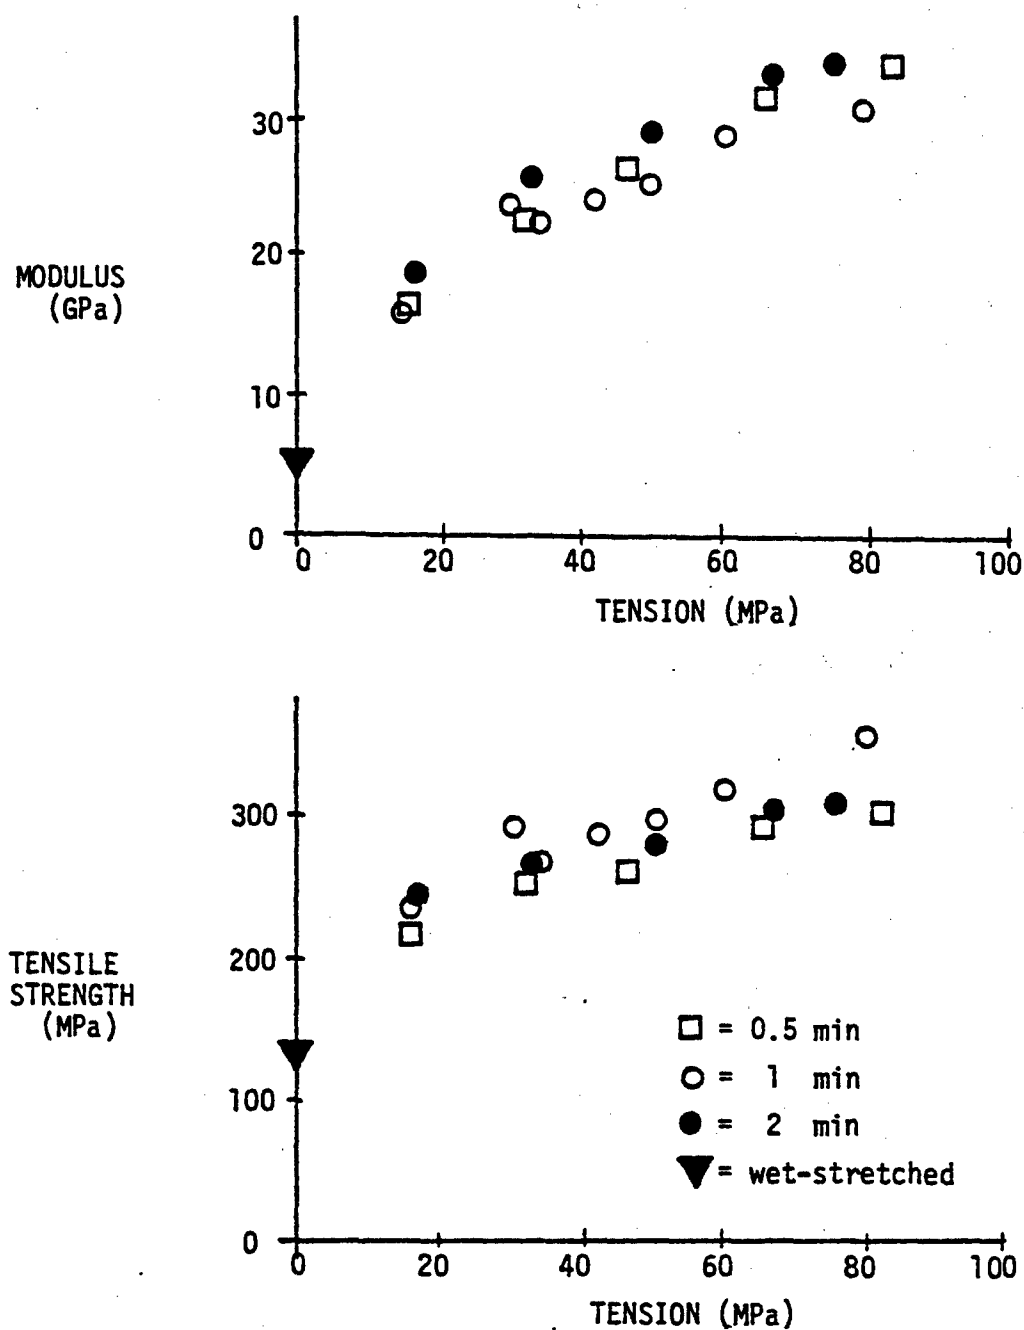 30
20
MODULUS
(GPa)
10
0
0 20 40 60 80 100
TENSION (MPa)
300
200
TENSILE
STRENGTH
(MPa)
100
0
0 20 40 60 80 100
TENSION (MPa)
□ = 0.5 min
○ = 1 min
● = 2 min
▼ = wet-stretched